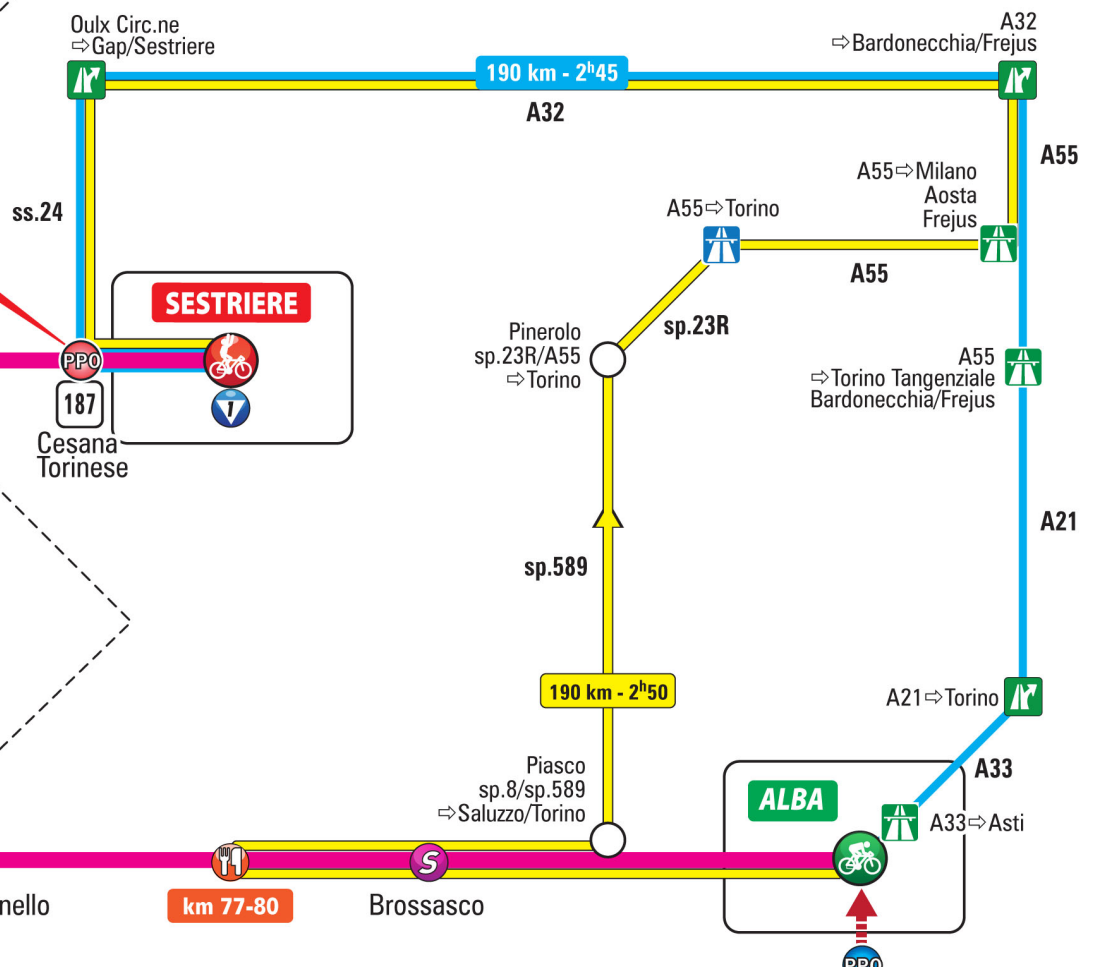 Oulx Circ.ne
⇨Gap/Sestriere
A32
⇨Bardonecchia/Frejus
190 km - 2h45
A32
A55
A55⇨Milano
Aosta
Frejus
ss.24
A55⇨Torino
A55
SESTRIERE
sp.23R
Pinerolo
sp.23R/A55
⇨Torino
PPO
187
1
A55
⇨Torino Tangenziale
Bardonecchia/Frejus
Cesana
Torinese
A21
sp.589
190 km - 2h50
A21⇨Torino
Piasco
sp.8/sp.589
⇨Saluzzo/Torino
A33
ALBA
A33⇨Asti
S
nello
km 77-80
Brossasco
PPO